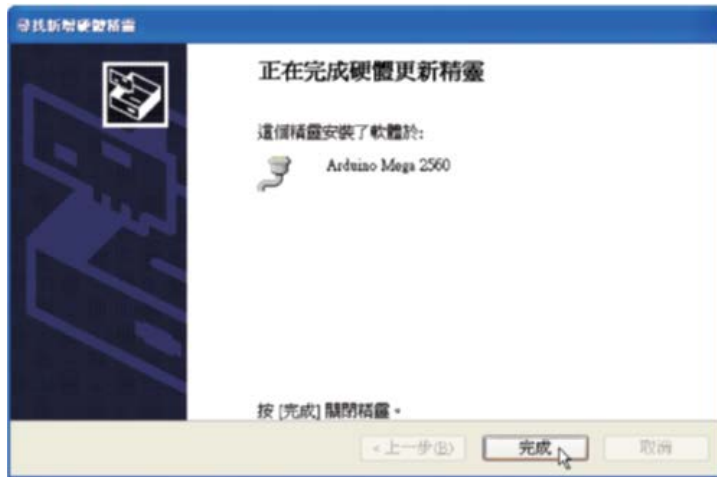 尋找新增硬體精靈
正在完成硬體更新精靈
這個精靈安裝了軟體於:
Arduino Mega 2560
按 [完成] 關閉精靈。
<上一步(B)
完成
取消